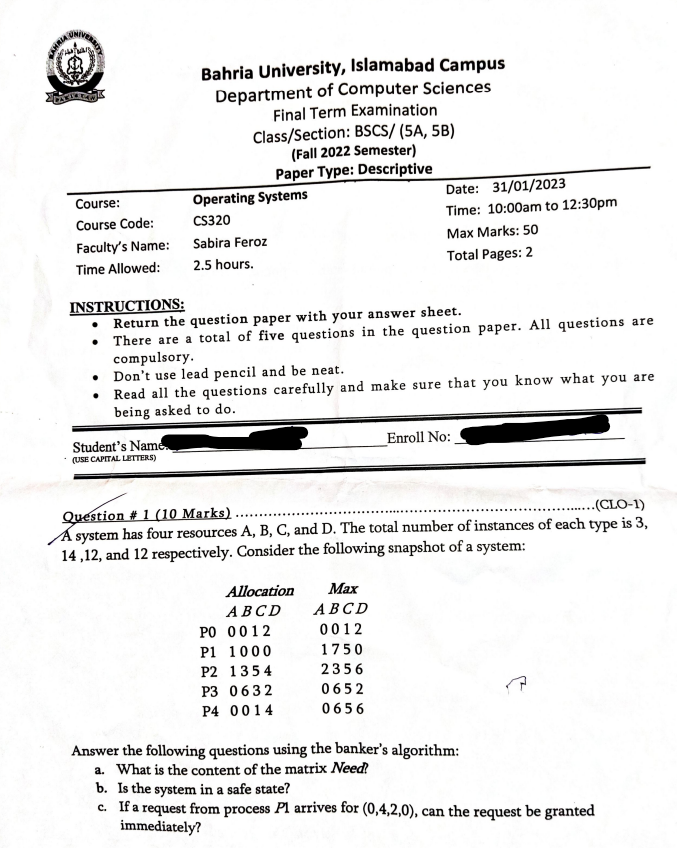 BAHRIA UNIVERSITY
Bahria University, Islamabad Campus
Department of Computer Sciences
Final Term Examination
Class/Section: BSCS/ (5A, 5B)
(Fall 2022 Semester)
Paper Type: Descriptive
Course: Operating Systems Date: 31/01/2023
Course Code: CS320 Time: 10:00am to 12:30pm
Faculty's Name: Sabira Feroz Max Marks: 50
Time Allowed: 2.5 hours. Total Pages: 2
INSTRUCTIONS:
• Return the question paper with your answer sheet.
• There are a total of five questions in the question paper. All questions are
compulsory.
• Don't use lead pencil and be neat.
• Read all the questions carefully and make sure that you know what you are
being asked to do.
Student's Name: Enroll No:
(USE CAPITAL LETTERS)
Question # 1 (10 Marks) ...............................................................................(CLO-1)
A system has four resources A, B, C, and D. The total number of instances of each type is 3,
14 ,12, and 12 respectively. Consider the following snapshot of a system:
Allocation Max
A B C D A B C D
P0 0 0 1 2 0 0 1 2
P1 1 0 0 0 1 7 5 0
P2 1 3 5 4 2 3 5 6
P3 0 6 3 2 0 6 5 2
P4 0 0 1 4 0 6 5 6
Answer the following questions using the banker's algorithm:
a. What is the content of the matrix Need?
b. Is the system in a safe state?
c. If a request from process P1 arrives for (0,4,2,0), can the request be granted
immediately?